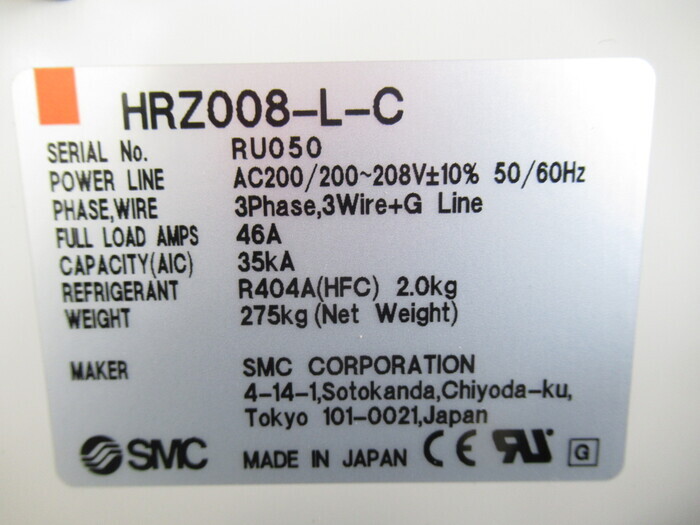 HRZ008-L-C
SERIAL No. RU050
POWER LINE AC200/200~208V±10% 50/60Hz
PHASE,WIRE 3Phase,3Wire+G Line
FULL LOAD AMPS 46A
CAPACITY(AIC) 35kA
REFRIGERANT R404A(HFC) 2.0kg
WEIGHT 275kg(Net Weight)
MAKER SMC CORPORATION
4-14-1,Sotokanda,Chiyoda-ku,
Tokyo 101-0021,Japan
SMC MADE IN JAPAN CE RU G